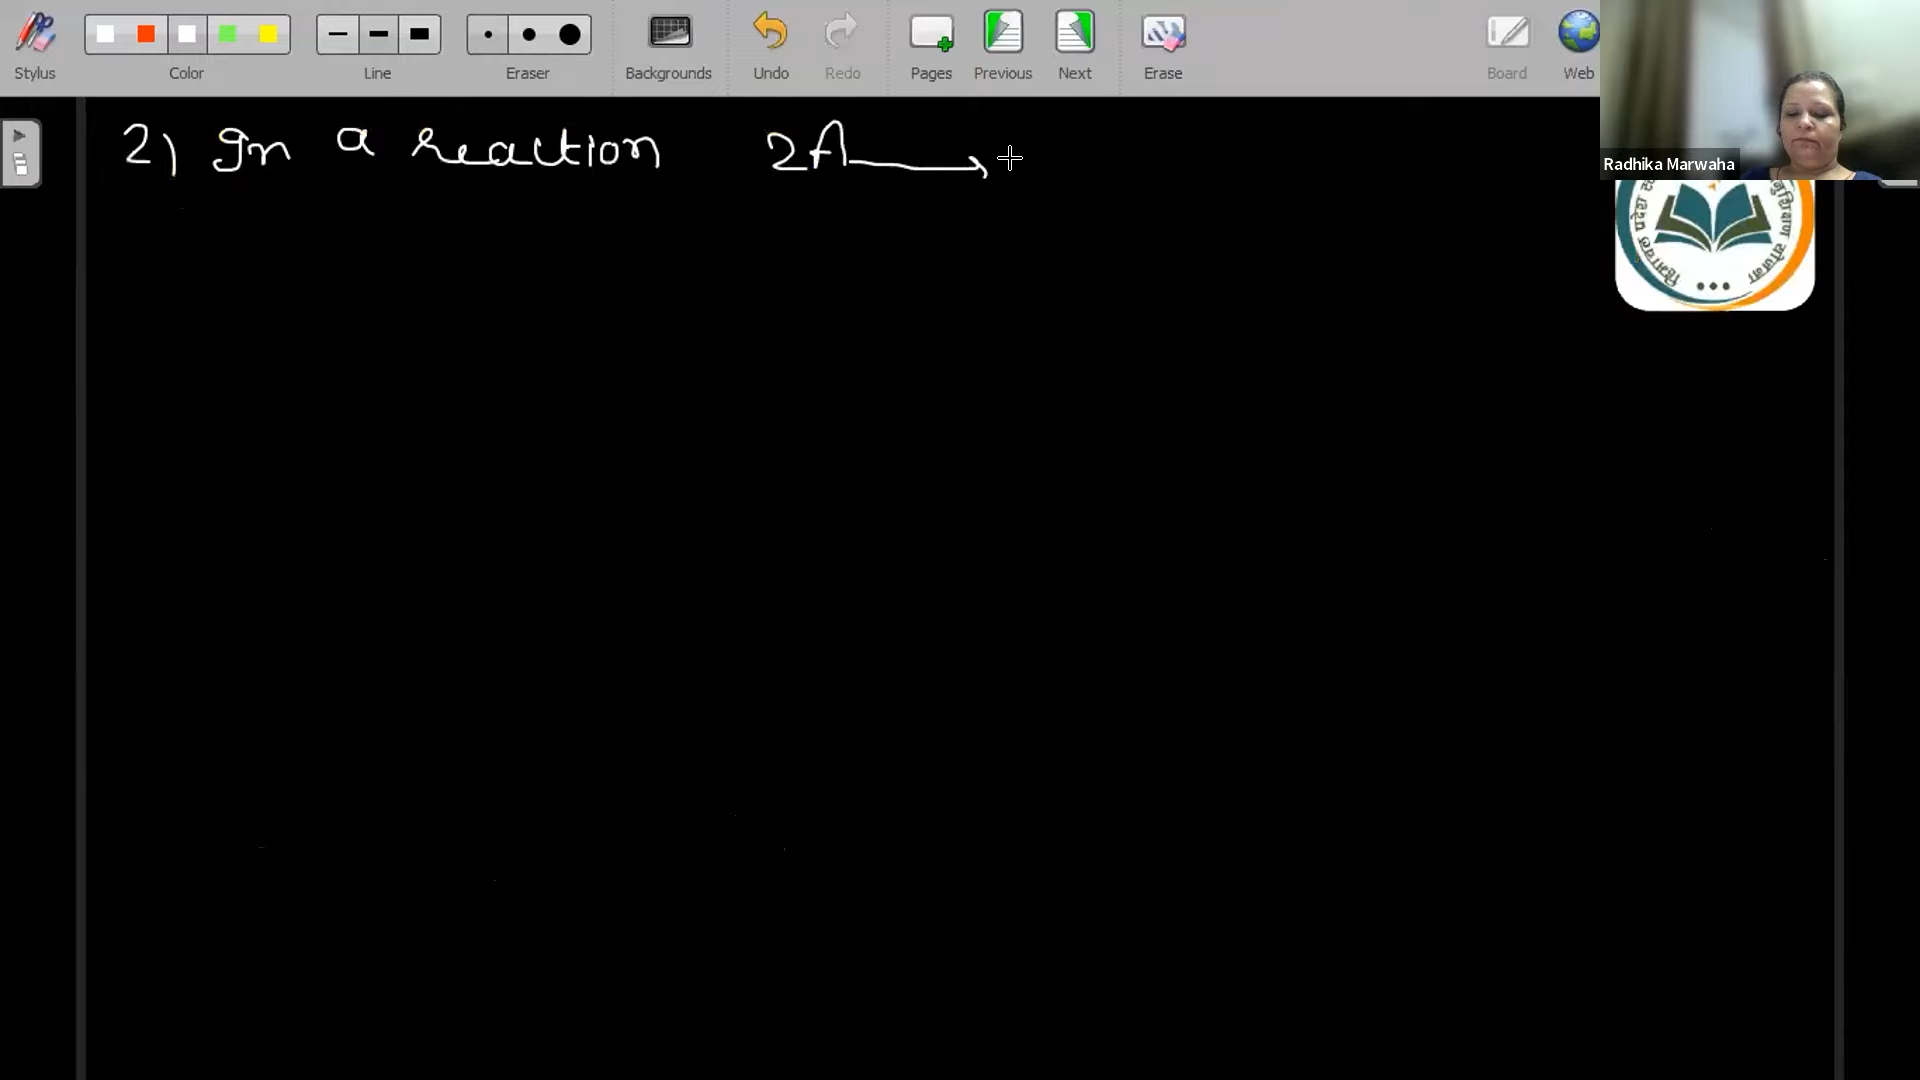 Stylus
Color
Line
Eraser
Backgrounds
Undo
Redo
Pages
Previous
Next
Erase
Board
Web
Radhika Marwaha
2) In a reaction 2A →